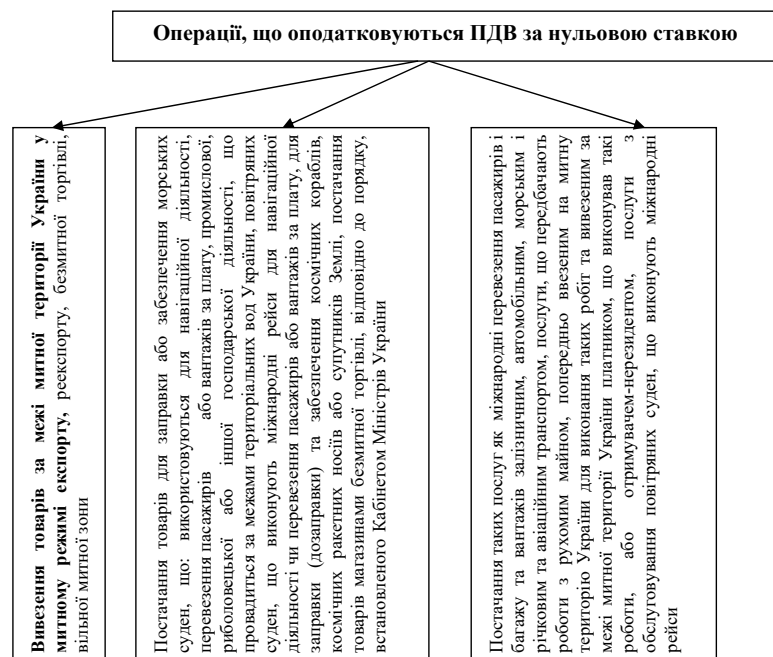 Операції, що оподатковуються ПДВ за нульовою ставкою
Вивезення товарів за межі митної території України у
митному режимі експорту, реекспорту, безмитної торгівлі,
вільної митної зони
Постачання товарів для заправки або забезпечення морських
суден, що: використовуються для навігаційної діяльності,
перевезення пасажирів або вантажів за плату, промислової,
риболовецької або іншої господарської діяльності, що
провадиться за межами територіальних вод України, повітряних
суден, що виконують міжнародні рейси для навігаційної
діяльності чи перевезення пасажирів або вантажів за плату, для
заправки (дозаправки) та забезпечення космічних кораблів,
космічних ракетних носіїв або супутників Землі, постачання
товарів магазинами безмитної торгівлі, відповідно до порядку,
встановленого Кабінетом Міністрів України
Постачання таких послуг як міжнародні перевезення пасажирів і
багажу та вантажів залізничним, автомобільним, морським і
річковим та авіаційним транспортом, послуги, що передбачають
роботи з рухомим майном, попередньо ввезеним на митну
територію України для виконання таких робіт та вивезеним за
межі митної території України платником, що виконував такі
роботи, або отримувачем-нерезидентом, послуги з
обслуговування повітряних суден, що виконують міжнародні
рейси